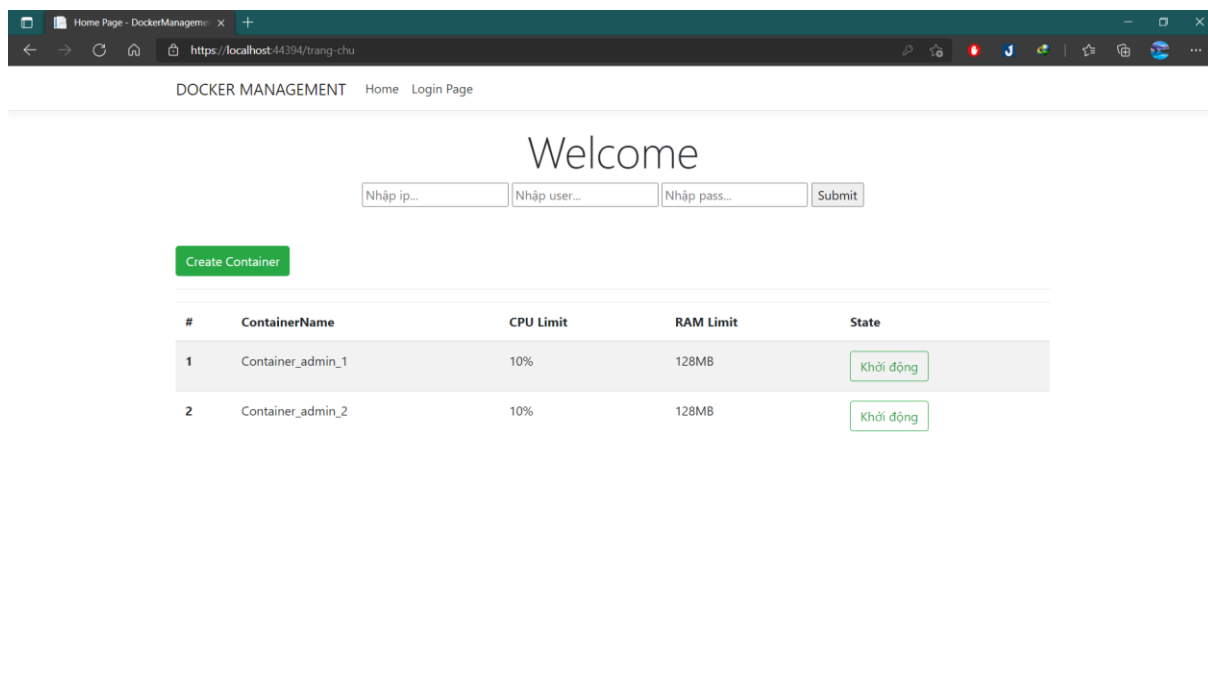 Home Page - DockerManageme
https://localhost:44394/trang-chu
DOCKER MANAGEMENT Home Login Page
Welcome
Nhập ip... Nhập user... Nhập pass... Submit
Create Container
# ContainerName CPU Limit RAM Limit State
1 Container_admin_1 10% 128MB Khởi động
2 Container_admin_2 10% 128MB Khởi động